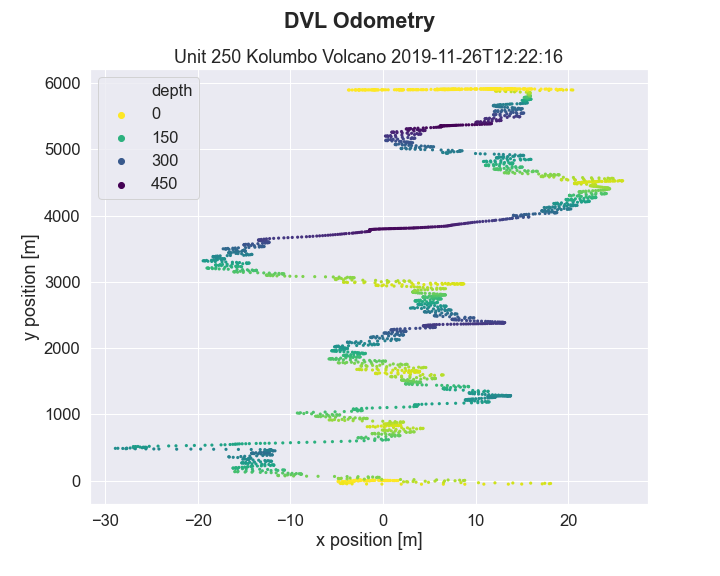 DVL Odometry
Unit 250 Kolumbo Volcano 2019-11-26T12:22:16
depth
0
150
300
450
6000
5000
4000
3000
2000
1000
0
y position [m]
−30 −20 −10 0 10 20
x position [m]